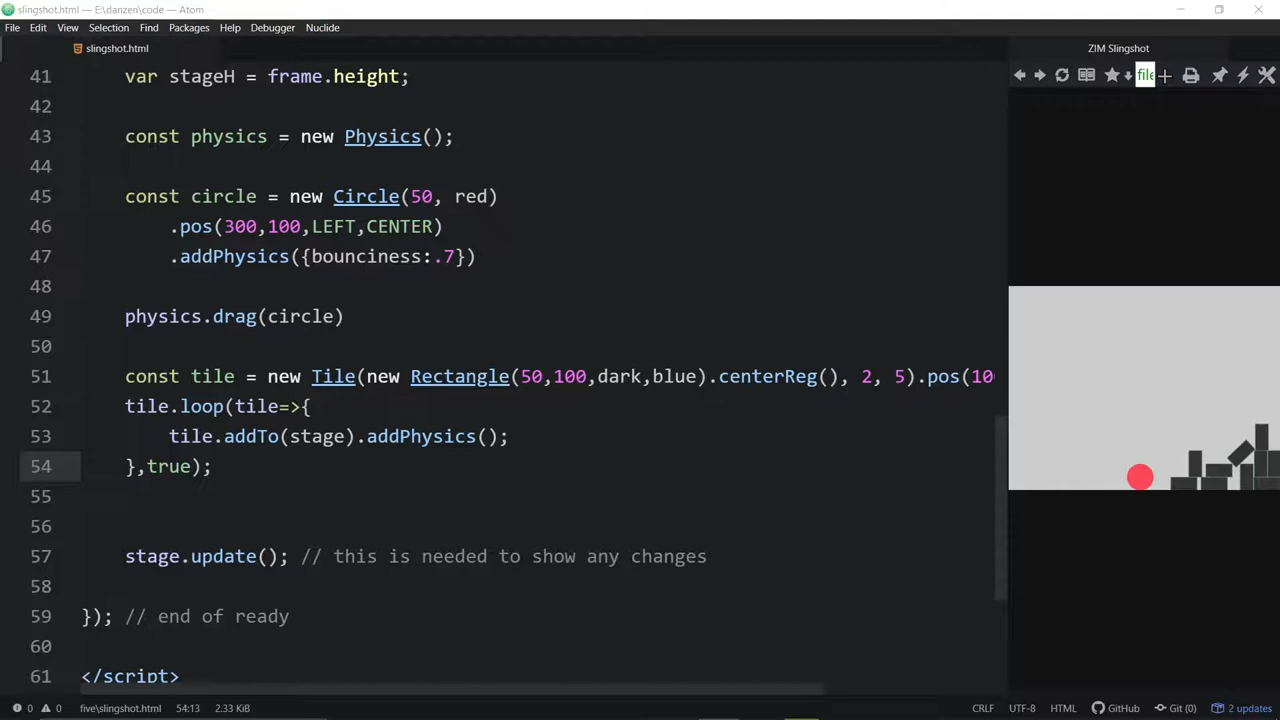 slingshot.html — E:\danzen\code — Atom
File Edit View Selection Find Packages Help Debugger Nuclide
slingshot.html
ZIM Slingshot
file
41 var stageH = frame.height;
42
43 const physics = new Physics();
44
45 const circle = new Circle(50, red)
46 .pos(300,100,LEFT,CENTER)
47 .addPhysics({bounciness:.7})
48
49 physics.drag(circle)
50
51 const tile = new Tile(new Rectangle(50,100,dark,blue).centerReg(), 2, 5).pos(10
52 tile.loop(tile=>{
53 tile.addTo(stage).addPhysics();
54 },true);
55
56
57 stage.update(); // this is needed to show any changes
58
59 }); // end of ready
60
61 </script>
0 0 five\slingshot.html 54:13 2.33 KiB CRLF UTF-8 HTML GitHub Git (0) 2 updates